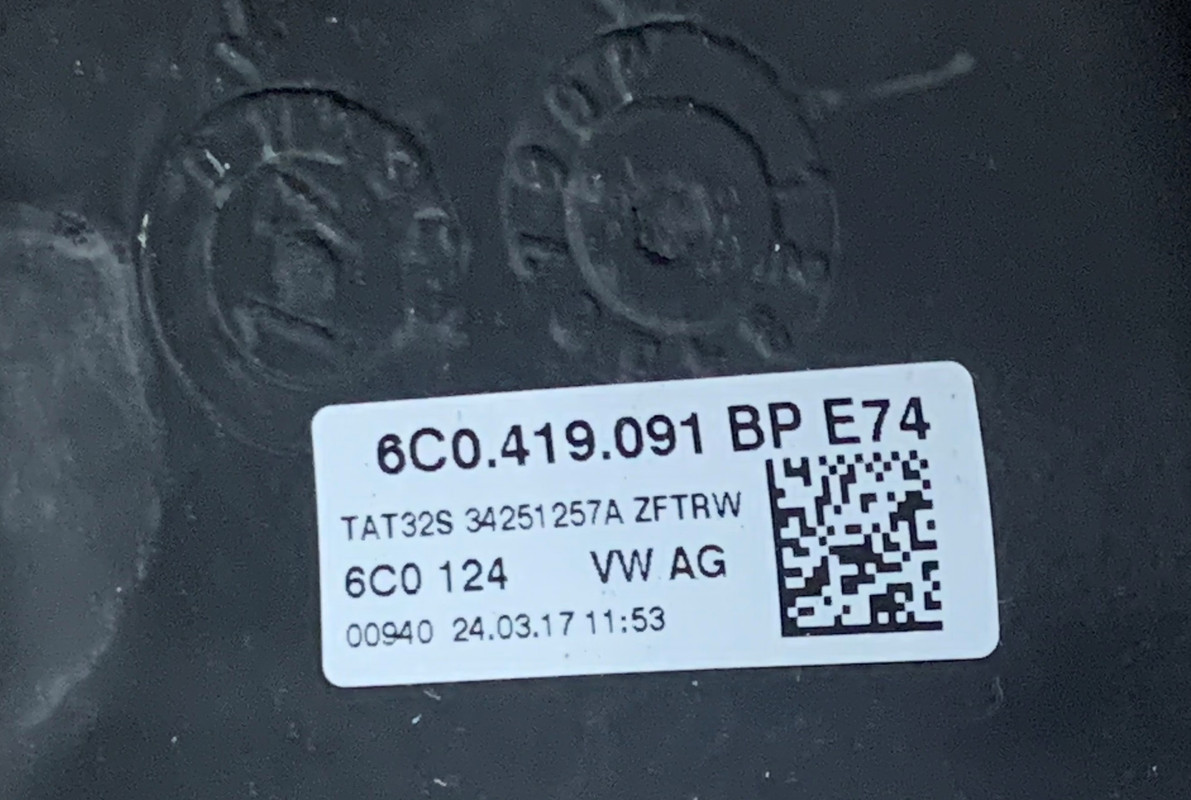 6C0.419.091 BP E74
TAT32S 34251257A ZFTRW
6C0 124 VW AG
00940 24.03.17 11:53